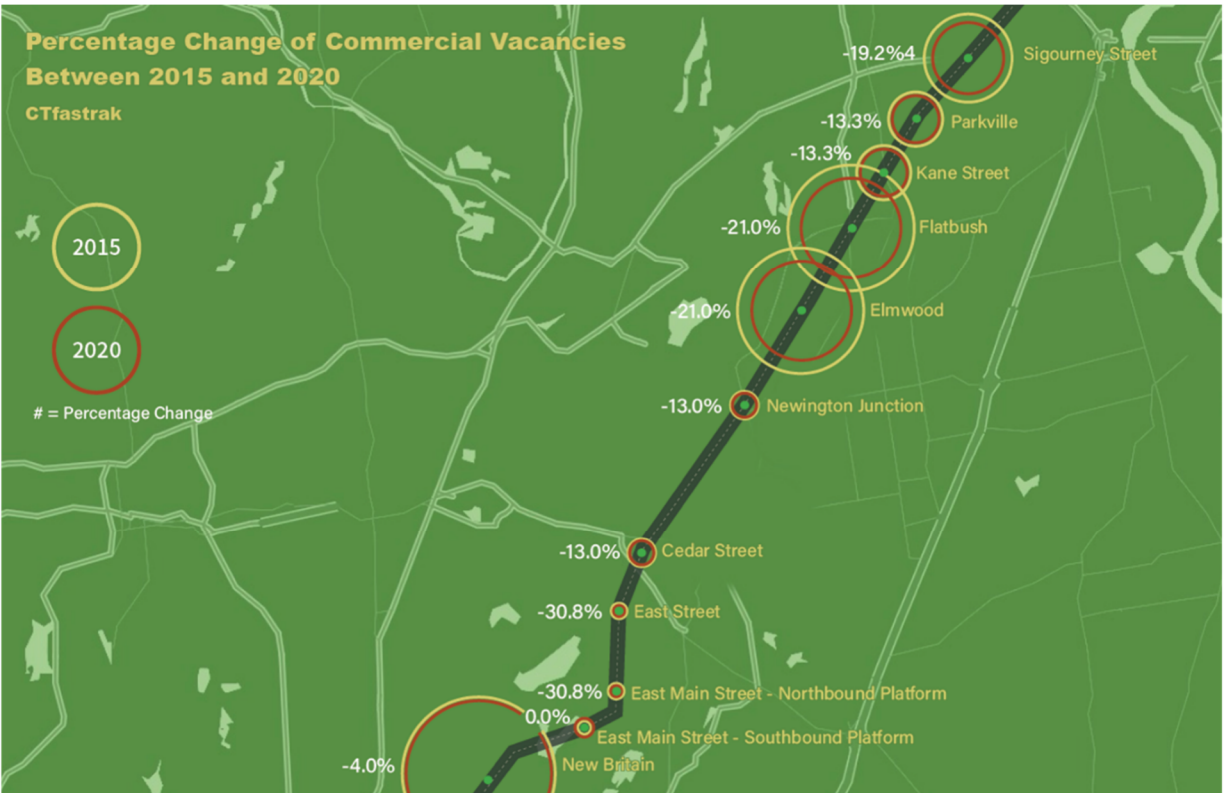 Percentage Change of Commercial Vacancies
Between 2015 and 2020
CTfastrak
2015
2020
# = Percentage Change
-19.2%4
Sigourney Street
-13.3%
Parkville
-13.3%
Kane Street
-21.0%
Flatbush
-21.0%
Elmwood
-13.0%
Newington Junction
-13.0%
Cedar Street
-30.8%
East Street
-30.8%
East Main Street - Northbound Platform
0.0%
East Main Street - Southbound Platform
-4.0%
New Britain